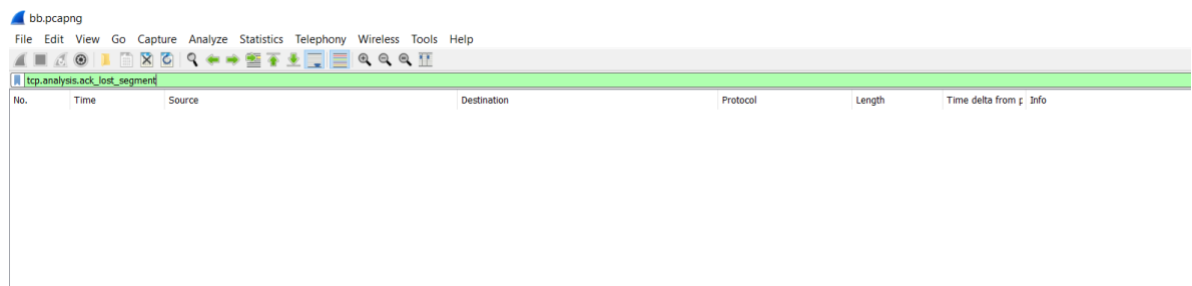 bb.pcapng
File Edit View Go Capture Analyze Statistics Telephony Wireless Tools Help
tcp.analysis.ack_lost_segment
No. Time Source Destination Protocol Length Time delta from p Info